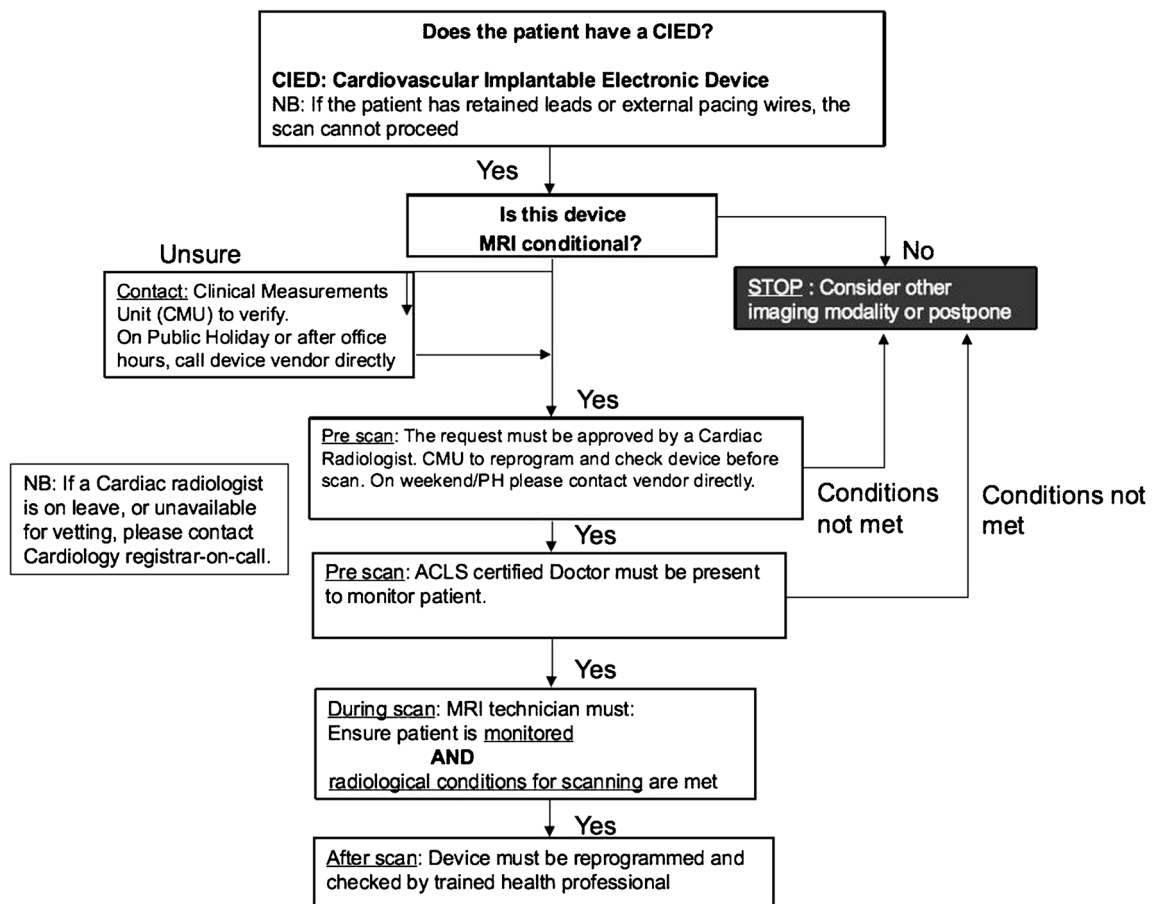 Does the patient have a CIED?
CIED: Cardiovascular Implantable Electronic Device
NB: If the patient has retained leads or external pacing wires, the
scan cannot proceed
Yes
Is this device
MRI conditional?
No
Unsure
STOP : Consider other
imaging modality or postpone
Contact: Clinical Measurements
Unit (CMU) to verify.
On Public Holiday or after office
hours, call device vendor directly
Yes
Pre scan: The request must be approved by a Cardiac
Radiologist. CMU to reprogram and check device before
scan. On weekend/PH please contact vendor directly.
NB: If a Cardiac radiologist
is on leave, or unavailable
for vetting, please contact
Cardiology registrar-on-call.
Conditions
not met
Conditions not
met
Yes
Pre scan: ACLS certified Doctor must be present
to monitor patient.
Yes
During scan: MRI technician must:
Ensure patient is monitored
AND
radiological conditions for scanning are met
Yes
After scan: Device must be reprogrammed and
checked by trained health professional